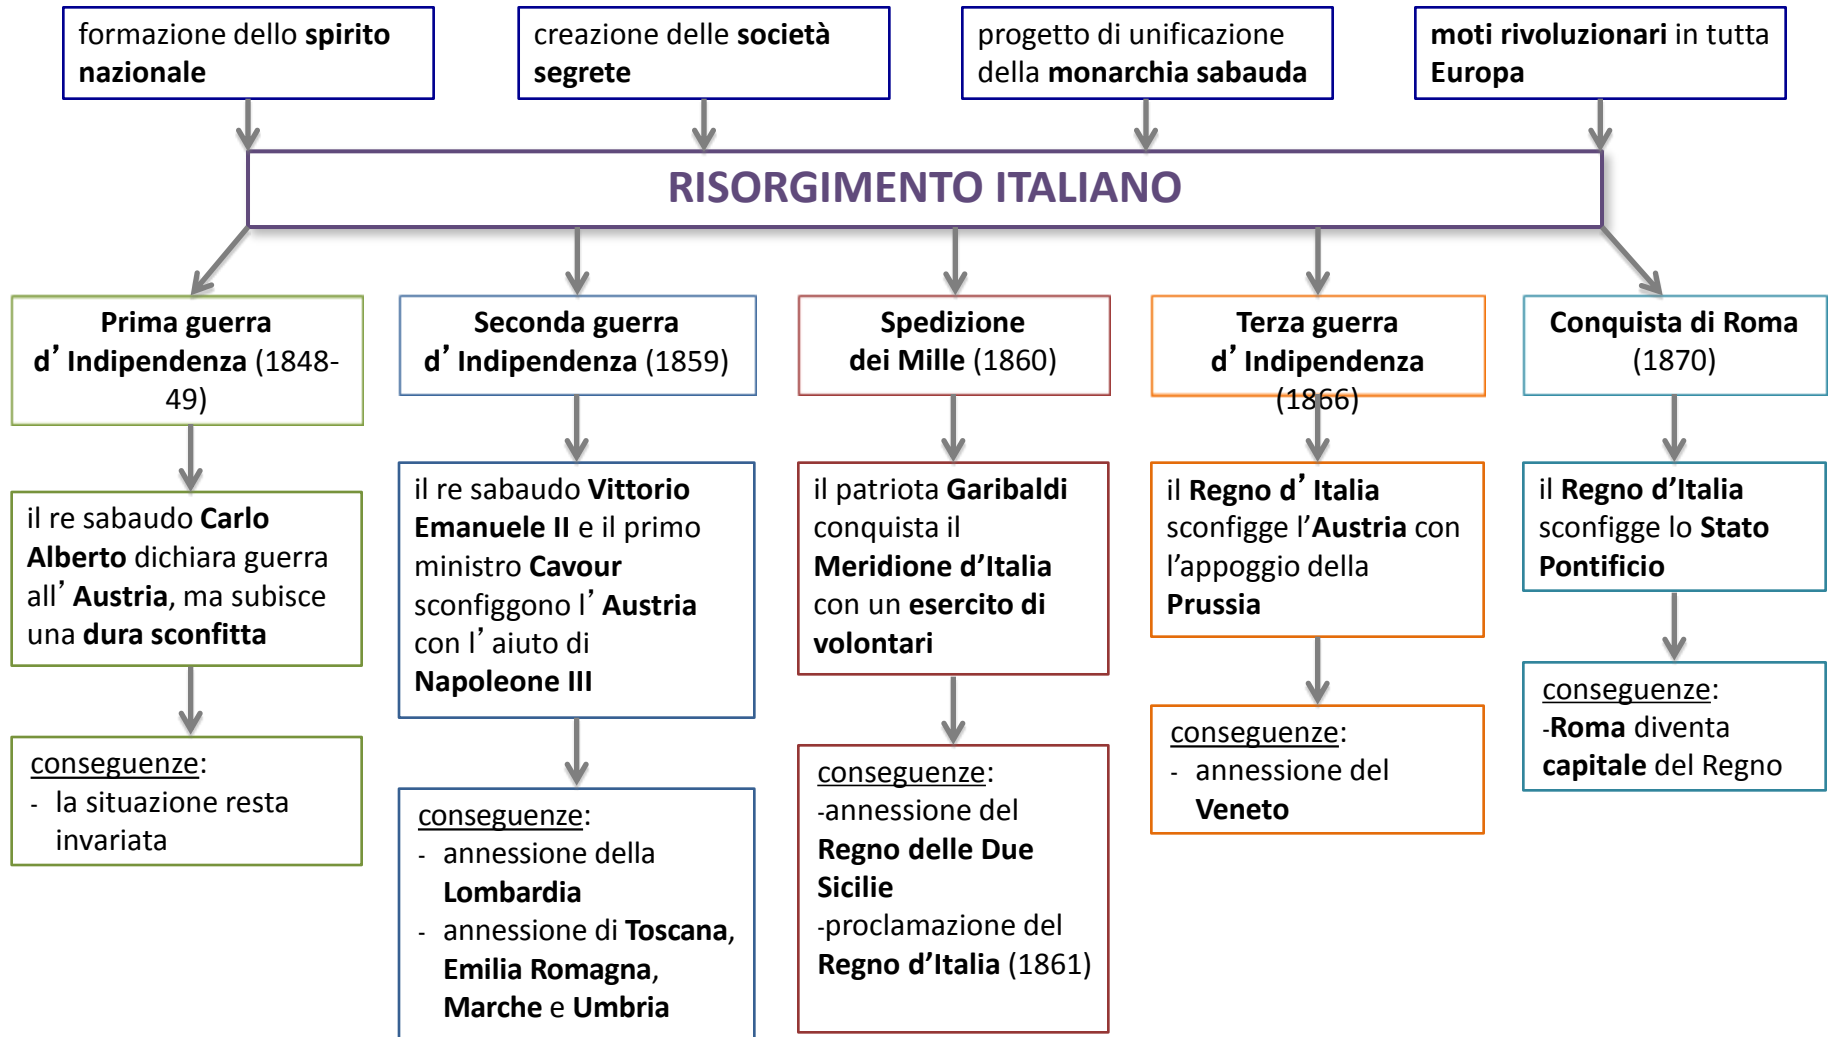 formazione dello spirito
nazionale
creazione delle società
segrete
progetto di unificazione
della monarchia sabauda
moti rivoluzionari in tutta
Europa
RISORGIMENTO ITALIANO
Prima guerra
d’ Indipendenza (1848-
49)
Seconda guerra
d’ Indipendenza (1859)
Spedizione
dei Mille (1860)
Terza guerra
d’ Indipendenza
(1866)
Conquista di Roma
(1870)
il re sabaudo Carlo
Alberto dichiara guerra
all’ Austria, ma subisce
una dura sconfitta
il re sabaudo Vittorio
Emanuele II e il primo
ministro Cavour
sconfiggono l’ Austria
con l’ aiuto di
Napoleone III
il patriota Garibaldi
conquista il
Meridione d’Italia
con un esercito di
volontari
il Regno d’ Italia
sconfigge l’Austria con
l’appoggio della
Prussia
il Regno d’Italia
sconfigge lo Stato
Pontificio
conseguenze:
- la situazione resta
invariata
conseguenze:
- annessione della
Lombardia
- annessione di Toscana,
Emilia Romagna,
Marche e Umbria
conseguenze:
-annessione del
Regno delle Due
Sicilie
-proclamazione del
Regno d’Italia (1861)
conseguenze:
- annessione del
Veneto
conseguenze:
-Roma diventa
capitale del Regno